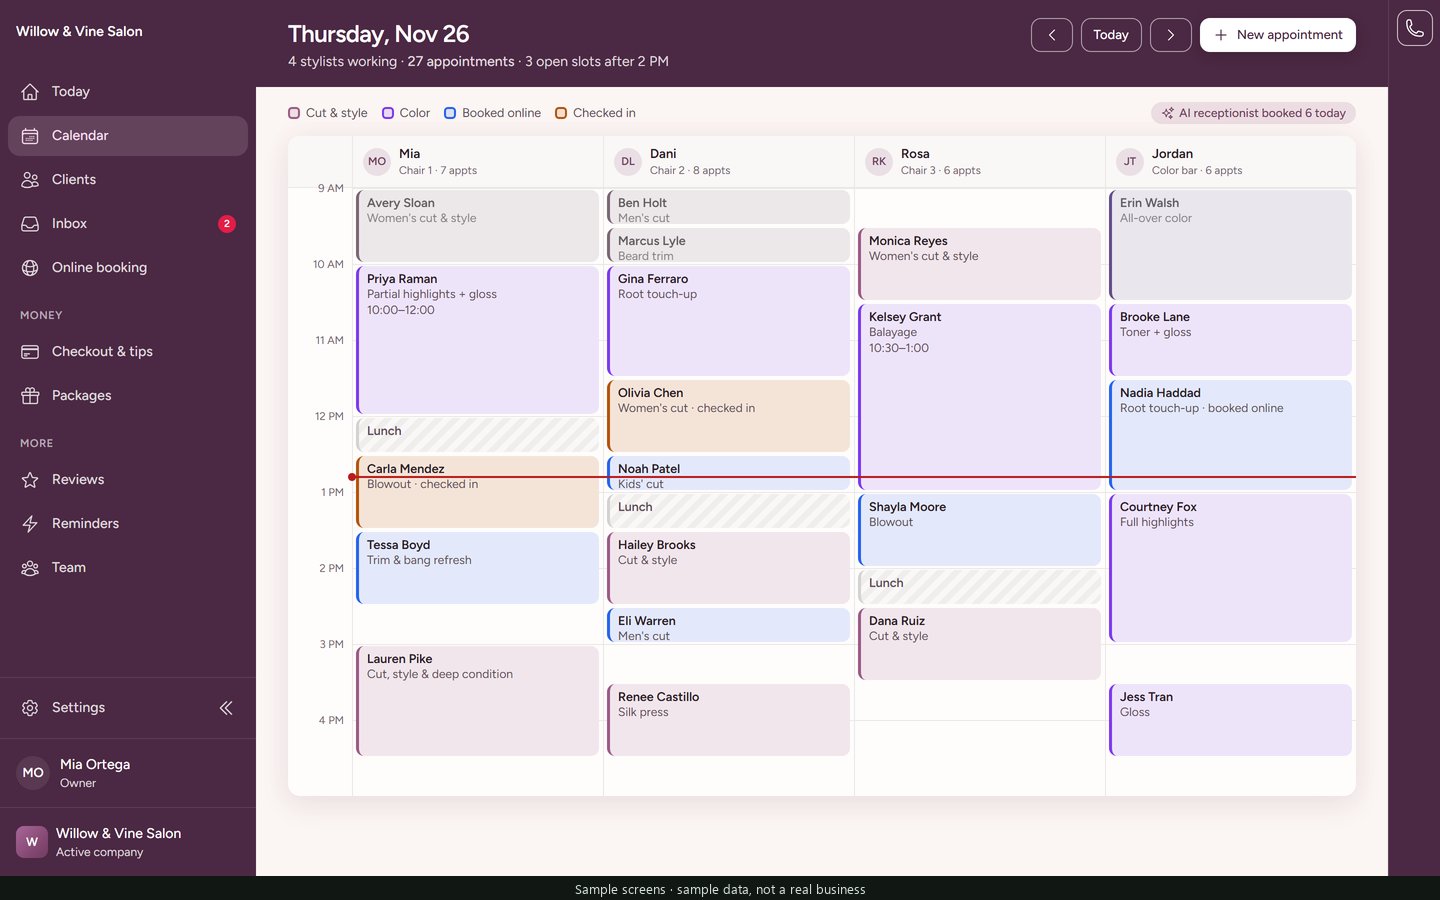 Willow & Vine Salon
Today
Calendar
Clients
Inbox
2
Online booking
MONEY
Checkout & tips
Packages
MORE
Reviews
Reminders
Team
Settings
MO
Mia Ortega
Owner
W
Willow & Vine Salon
Active company
Thursday, Nov 26
4 stylists working · 27 appointments · 3 open slots after 2 PM
Today
New appointment
Cut & style
Color
Booked online
Checked in
AI receptionist booked 6 today
MO
Mia
Chair 1 · 7 appts
DL
Dani
Chair 2 · 8 appts
RK
Rosa
Chair 3 · 6 appts
JT
Jordan
Color bar · 6 appts
9 AM
10 AM
11 AM
12 PM
1 PM
2 PM
3 PM
4 PM
Avery Sloan
Women's cut & style
Priya Raman
Partial highlights + gloss
10:00–12:00
Lunch
Carla Mendez
Blowout · checked in
Tessa Boyd
Trim & bang refresh
Lauren Pike
Cut, style & deep condition
Ben Holt
Men's cut
Marcus Lyle
Beard trim
Gina Ferraro
Root touch-up
Olivia Chen
Women's cut · checked in
Noah Patel
Kids' cut
Lunch
Hailey Brooks
Cut & style
Eli Warren
Men's cut
Renee Castillo
Silk press
Monica Reyes
Women's cut & style
Kelsey Grant
Balayage
10:30–1:00
Shayla Moore
Blowout
Lunch
Dana Ruiz
Cut & style
Erin Walsh
All-over color
Brooke Lane
Toner + gloss
Nadia Haddad
Root touch-up · booked online
Courtney Fox
Full highlights
Jess Tran
Gloss
Sample screens · sample data, not a real business